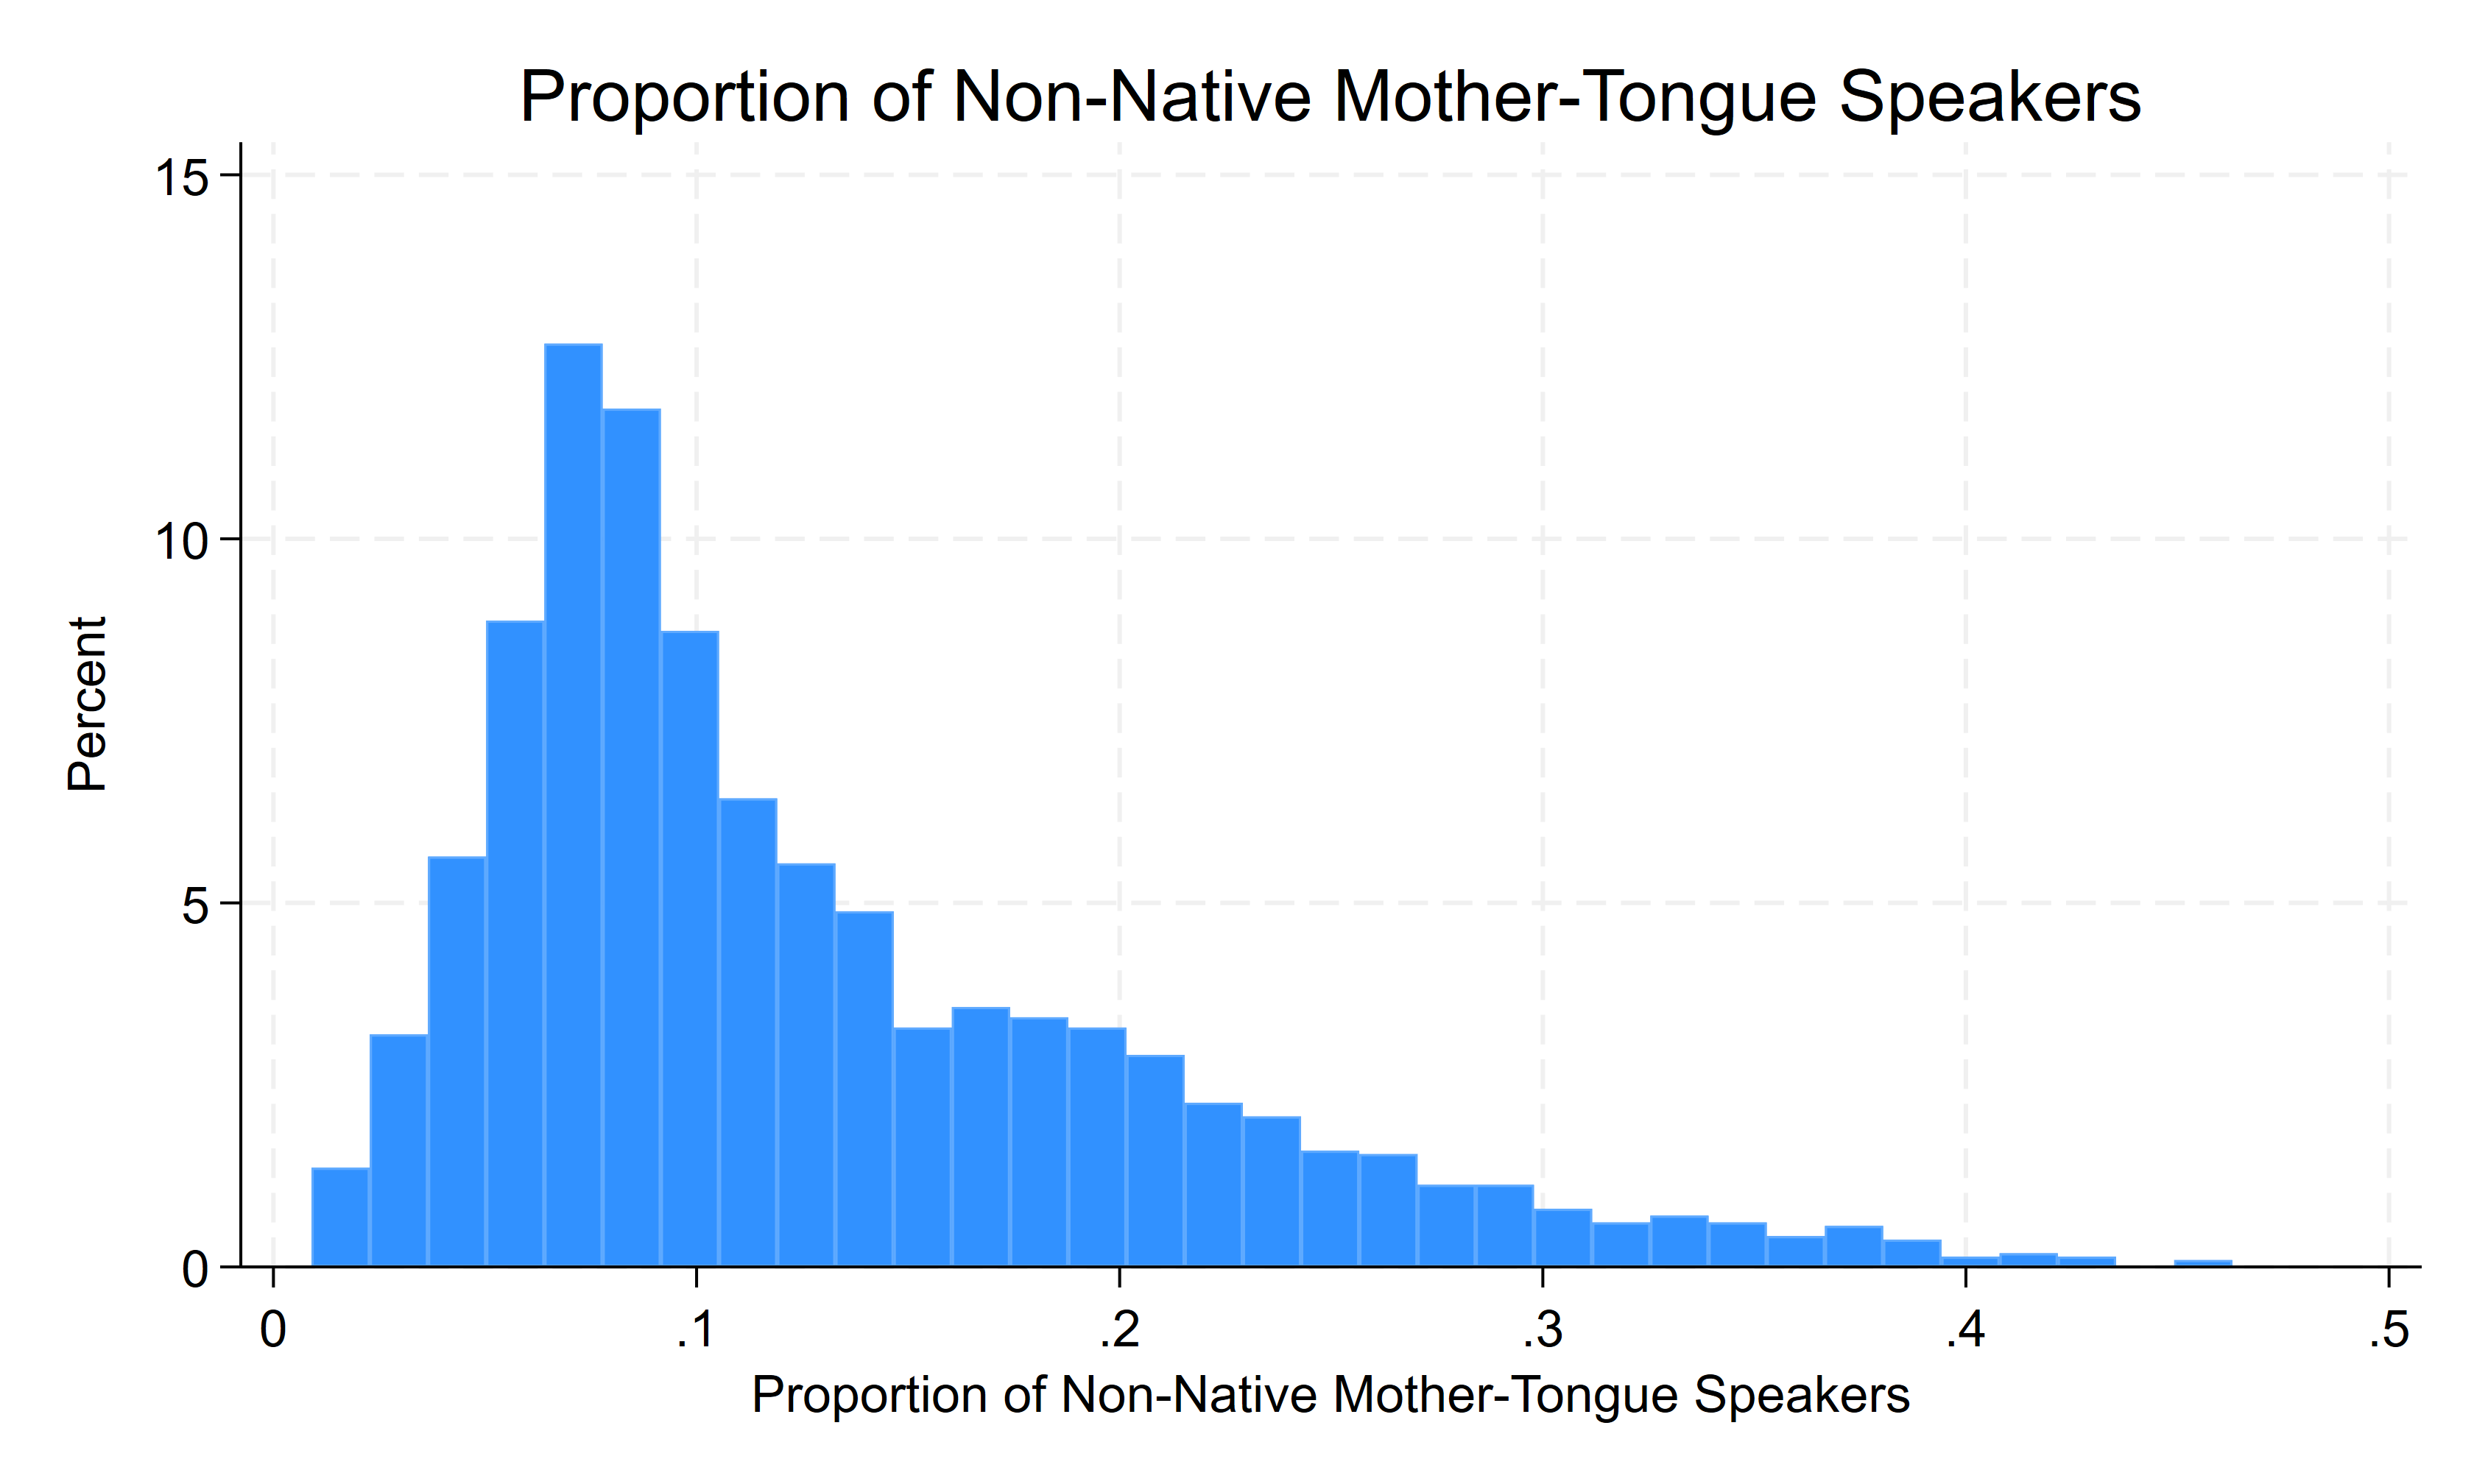 Proportion of Non-Native Mother-Tongue Speakers
15
10
5
0
Percent
0 .1 .2 .3 .4 .5
Proportion of Non-Native Mother-Tongue Speakers